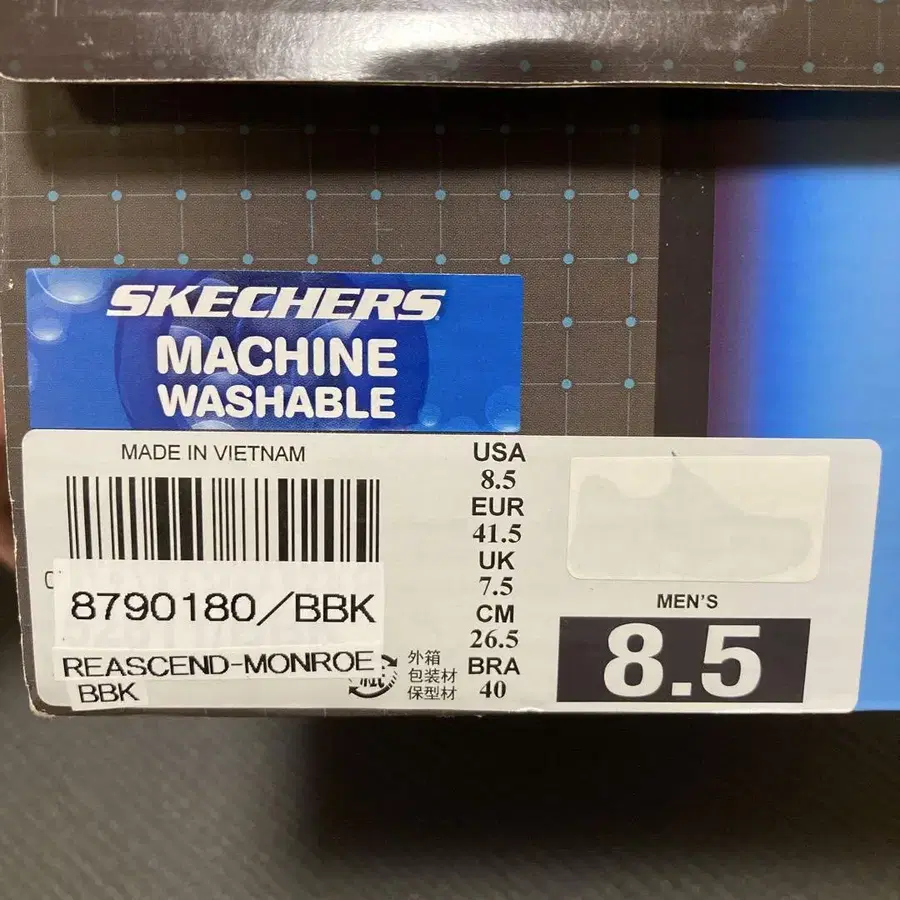 SKECHERS
MACHINE
WASHABLE
MADE IN VIETNAM
8790180/BBK
REASCEND-MONROE
BBK
外箱
包装材
保型材
USA
8.5
EUR
41.5
UK
7.5
CM
26.5
BRA
40
MEN'S
8.5